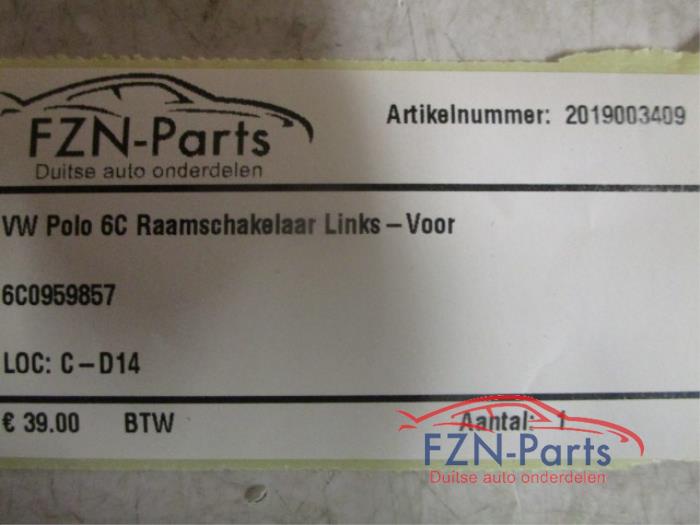 FZN-Parts
Duitse auto onderdelen
Artikelnummer: 2019003409
VW Polo 6C Raamschakelaar Links – Voor
6C0959857
LOC: C – D14
€ 39.00 BTW Aantal: 1
FZN-Parts
Duitse auto onderdelen